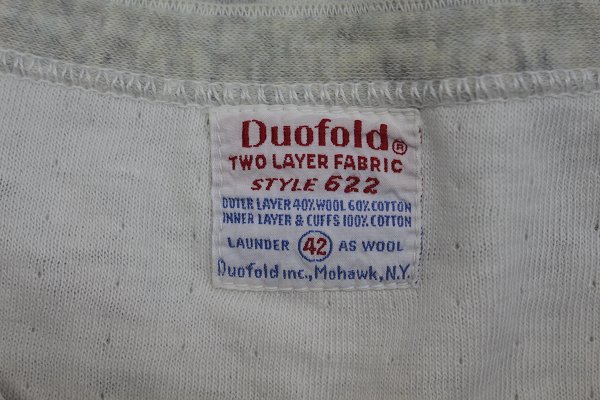 Duofold®
TWO LAYER FABRIC
STYLE 622
OUTER LAYER 40% WOOL 60% COTTON
INNER LAYER & CUFFS 100% COTTON
LAUNDER 42 AS WOOL
Duofold inc., Mohawk, N.Y.